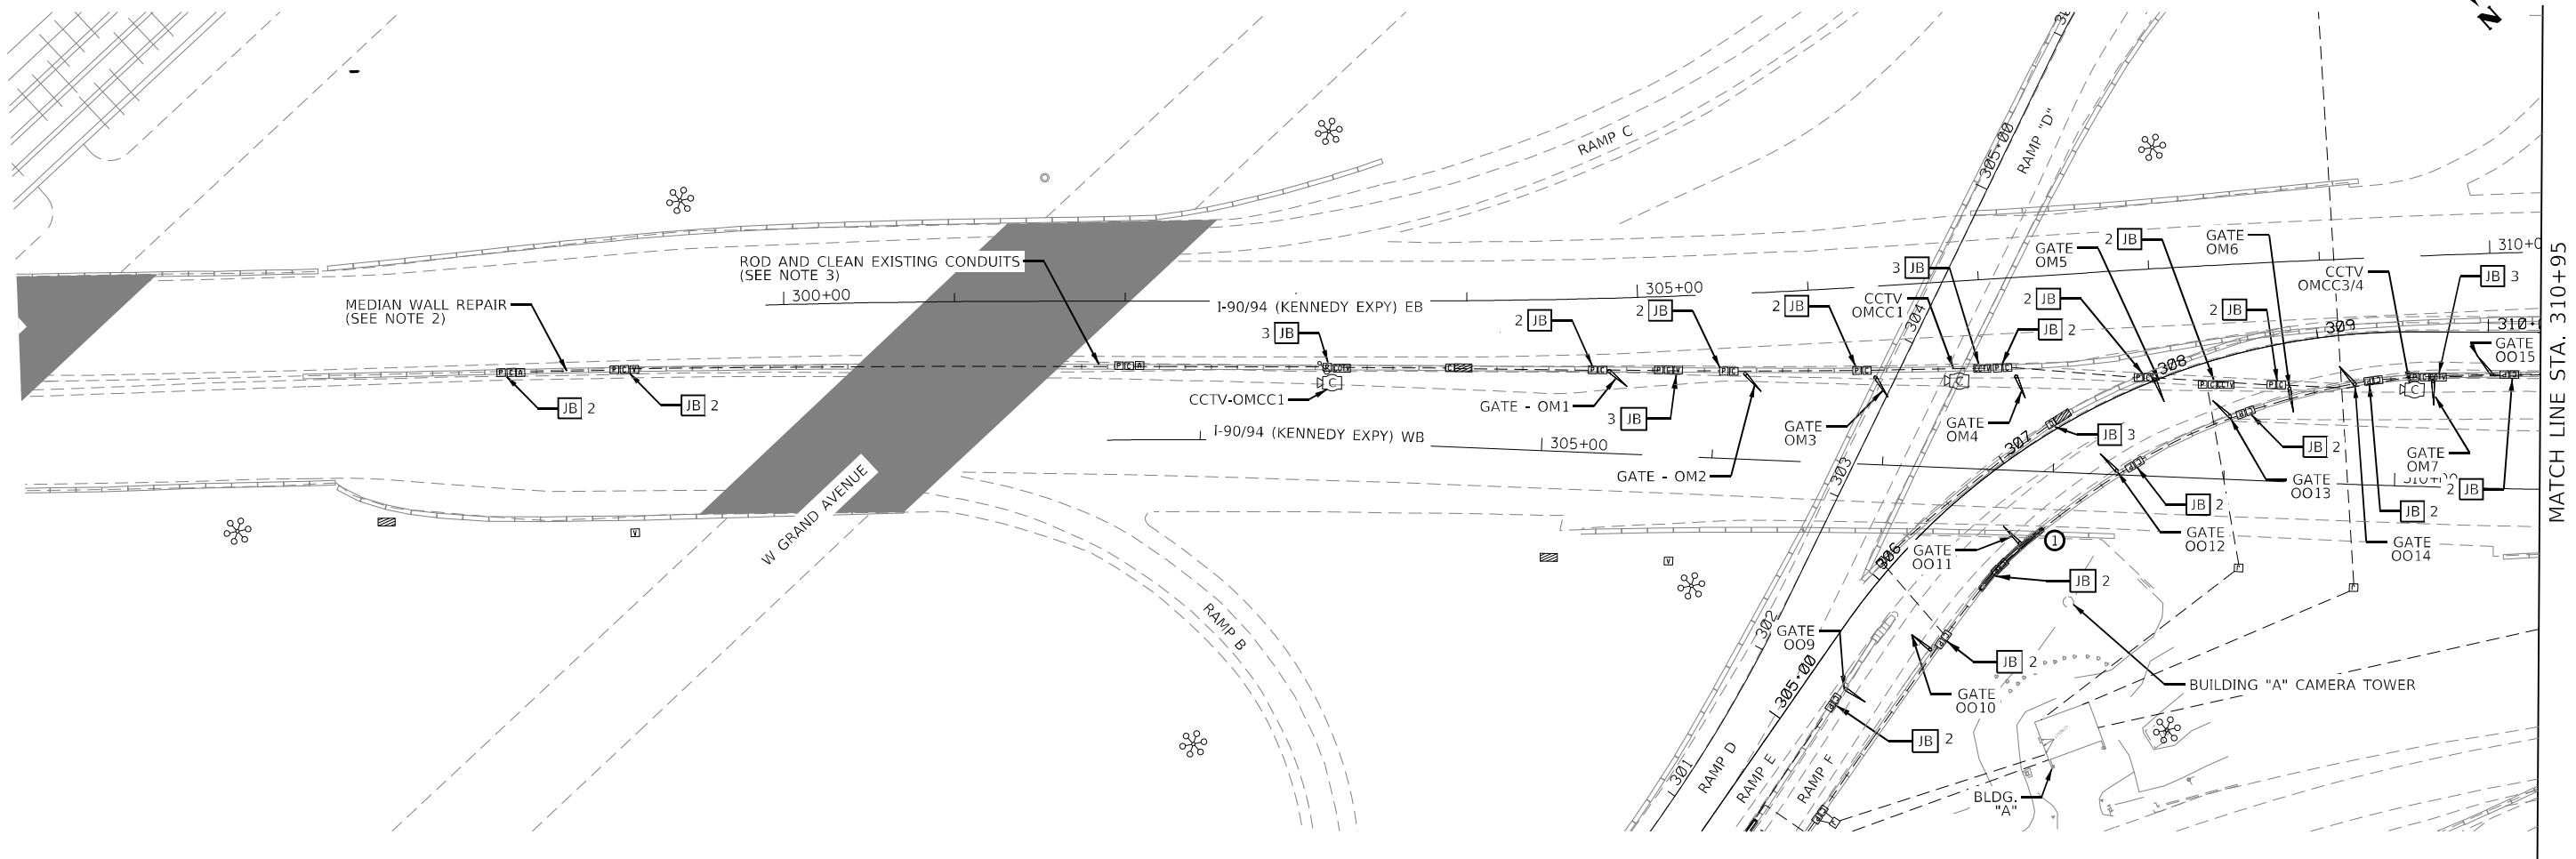 N
MATCH LINE STA. 310+95
RAMP C
RAMP "D"
305+00
304
303
302
301
ROD AND CLEAN EXISTING CONDUITS
(SEE NOTE 3)
MEDIAN WALL REPAIR
(SEE NOTE 2)
300+00
I-90/94 (KENNEDY EXPY) EB
305+00
310+0
3 JB
2 JB
2 JB
2 JB
CCTV
OMCC1
3 JB
JB 2
GATE
OM5
2 JB
2 JB
GATE
OM6
2 JB
CCTV
OMCC3/4
JB 3
GATE
OO15
JB 2
JB 2
CCTV-OMCC1
GATE - OM1
3 JB
GATE - OM2
GATE
OM3
GATE
OM4
I-90/94 (KENNEDY EXPY) WB
305+00
306
307
308
309
310+
JB 3
JB 2
GATE
OO13
GATE
OM7
2 JB
JB 2
JB 2
GATE
OO12
GATE
OO14
W GRAND AVENUE
RAMP B
GATE
OO11
1
JB 2
GATE
OO9
JB 2
GATE
OO10
JB 2
BUILDING "A" CAMERA TOWER
BLDG.
"A"
305+00
RAMP D
RAMP E
RAMP F